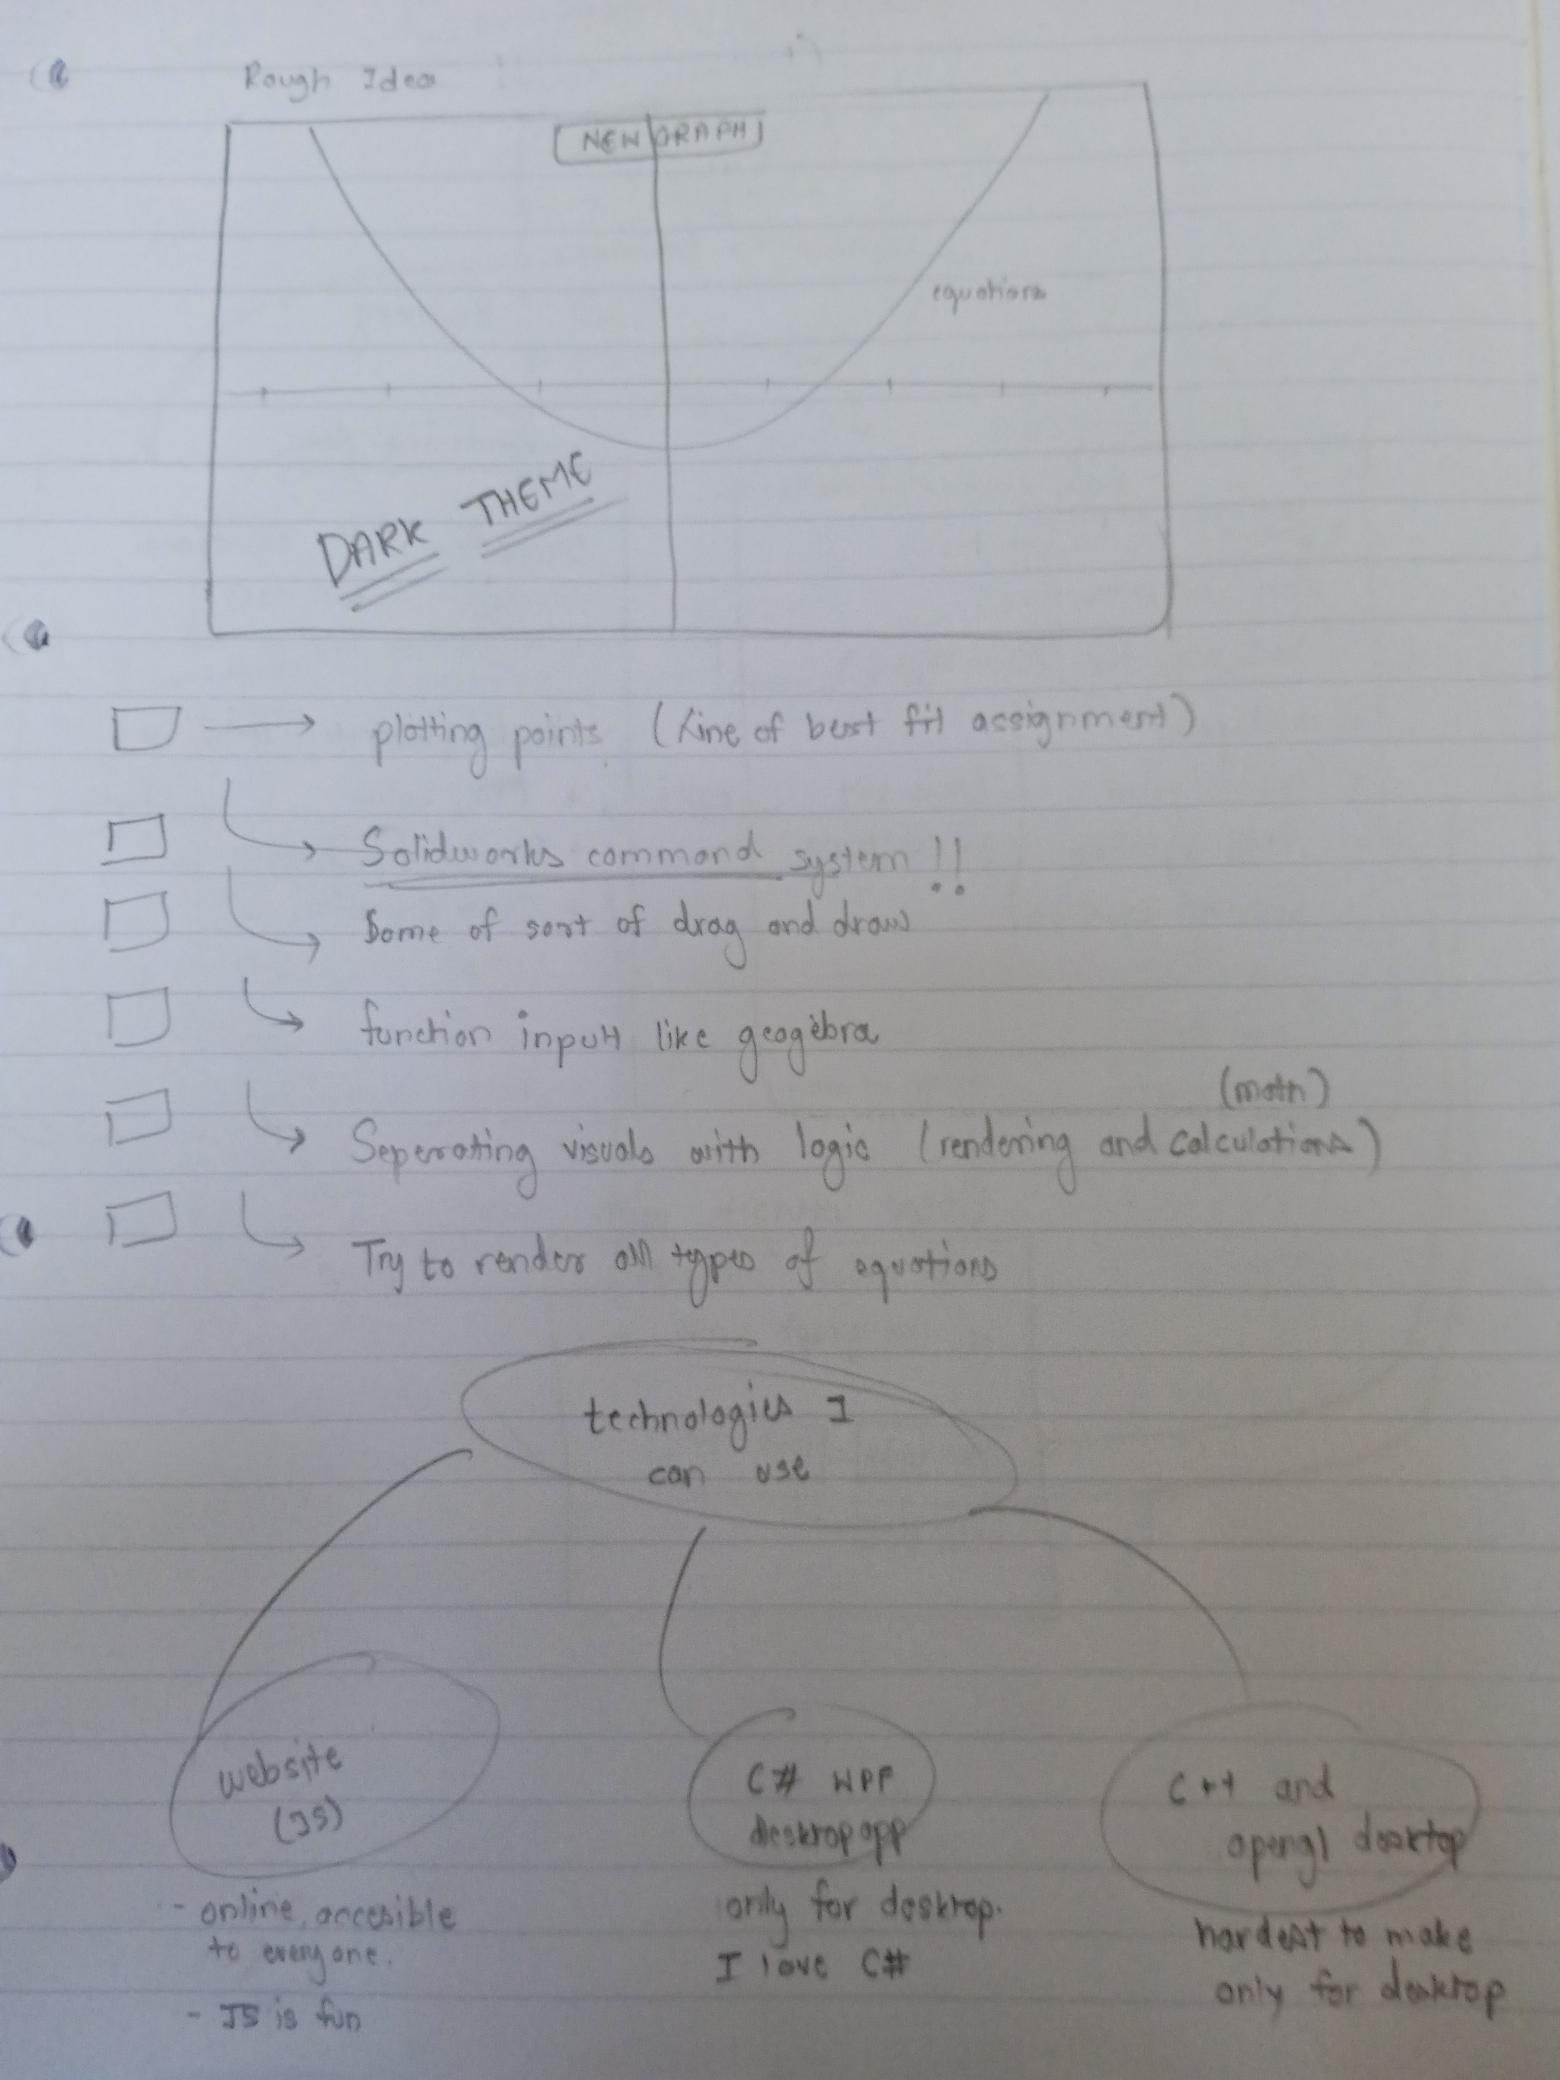 Rough Idea
NEW GRAPH
equations
DARK THEME
plotting points (Line of best fit assignment)
Solidworks command system !!
Some of sort of drag and draw
function input like geogebra
(math)
Seperating visuals with logic (rendering and calculations)
Try to render all types of equations
technologies I
can use
website
(JS)
- online, accesible
to everyone.
- JS is fun
C# WPF
desktop app
only for desktop.
I love C#
C++ and
opengl desktop
hardest to make
only for desktop